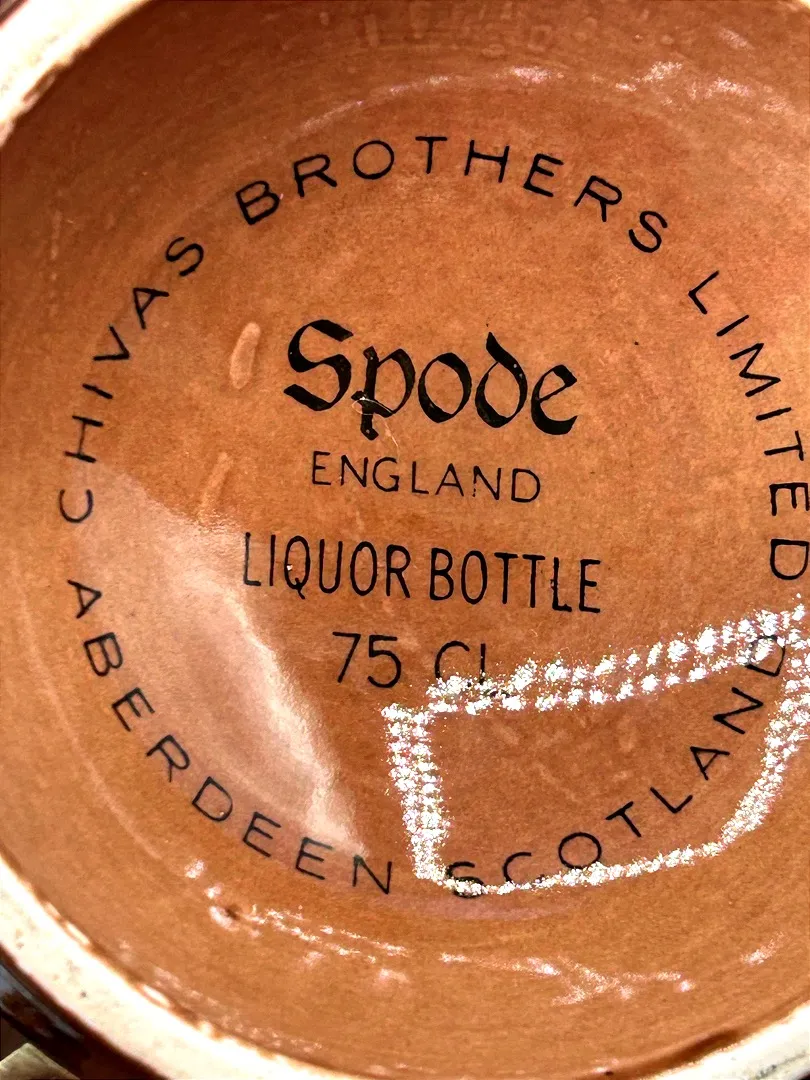 CHIVAS BROTHERS LIMITED
Spode
ENGLAND
LIQUOR BOTTLE
75 CL
ABERDEEN SCOTLAND